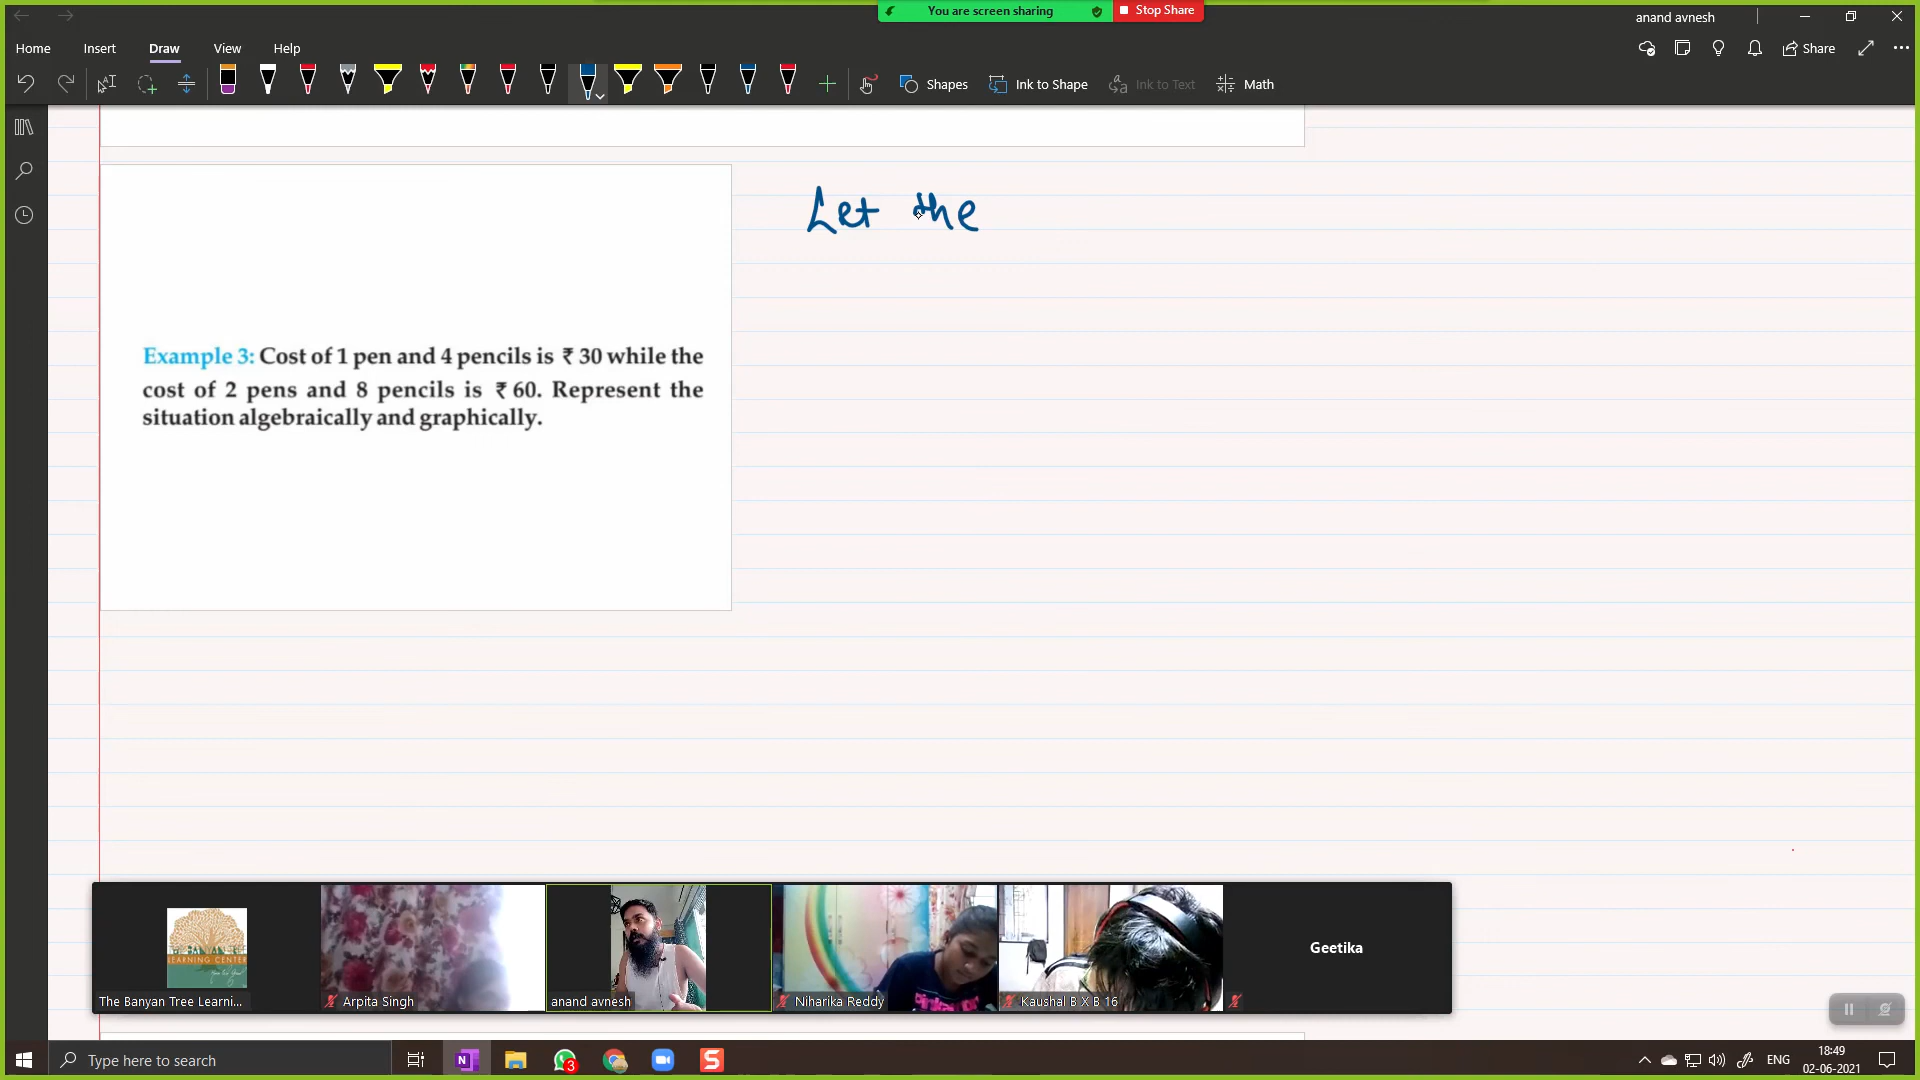 You are screen sharing
Stop Share
anand avnesh
Home Insert Draw View Help
Share
Shapes
Ink to Shape
Ink to Text
Math
Let the
Example 3: Cost of 1 pen and 4 pencils is ₹ 30 while the
cost of 2 pens and 8 pencils is ₹ 60. Represent the
situation algebraically and graphically.
LEARNING CENTER
The Banyan Tree Learni...
Arpita Singh
anand avnesh
Niharika Reddy
Kaushal B X B 16
Geetika
Type here to search
N
3
S
ENG
18:49
02-06-2021